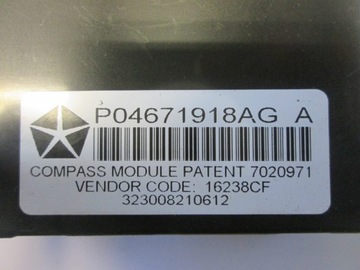 P04671918AG A
COMPASS MODULE PATENT 7020971
VENDOR CODE: 16238CF
323008210612